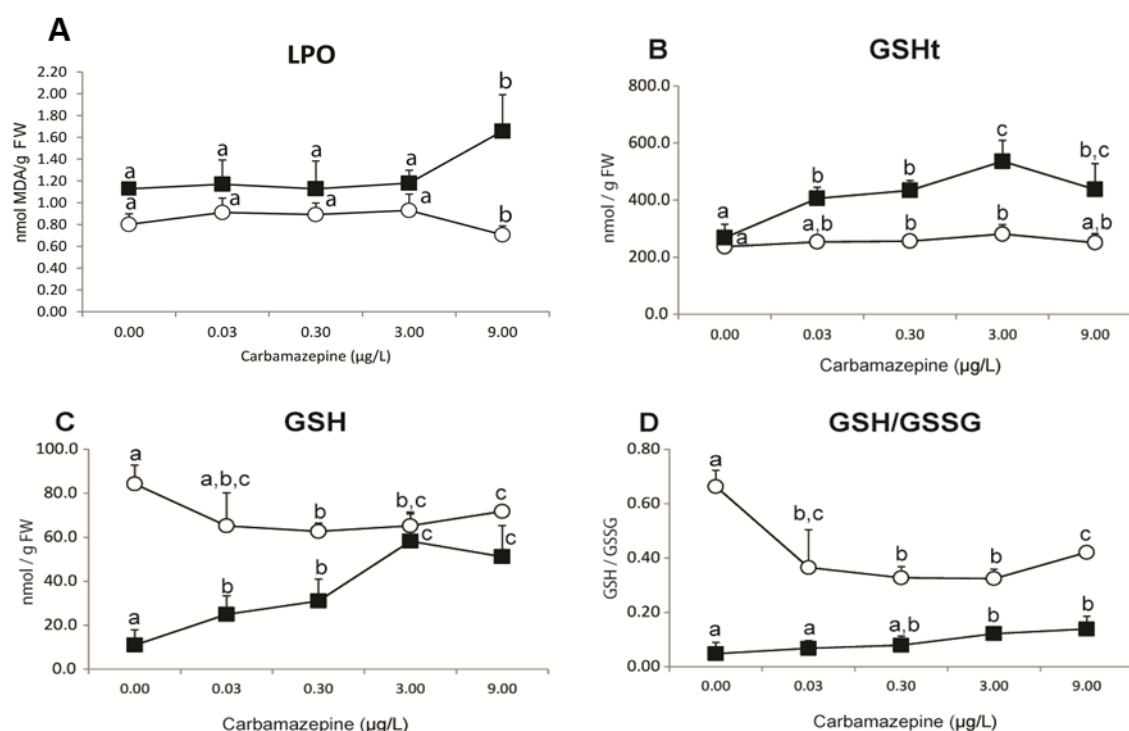 A
LPO
nmol MDA/g FW
2.20
2.00
1.80
1.60
1.40
1.20
1.00
0.80
0.60
0.40
0.20
0.00
a a a a b
a a a a b
0.00 0.03 0.30 3.00 9.00
Carbamazepine (µg/L)
B
GSHt
nmol / g FW
800.0
600.0
400.0
200.0
0.0
a b b c b,c
a a,b b b a,b
0.00 0.03 0.30 3.00 9.00
Carbamazepine (µg/L)
C
GSH
nmol / g FW
100.0
80.0
60.0
40.0
20.0
0.0
a a,b,c b b,c c
a b b c c
0.00 0.03 0.30 3.00 9.00
Carbamazepine (µg/L)
D
GSH/GSSG
GSH / GSSG
0.80
0.60
0.40
0.20
0.00
a b,c b b c
a a a,b b b
0.00 0.03 0.30 3.00 9.00
Carbamazepine (µg/L)